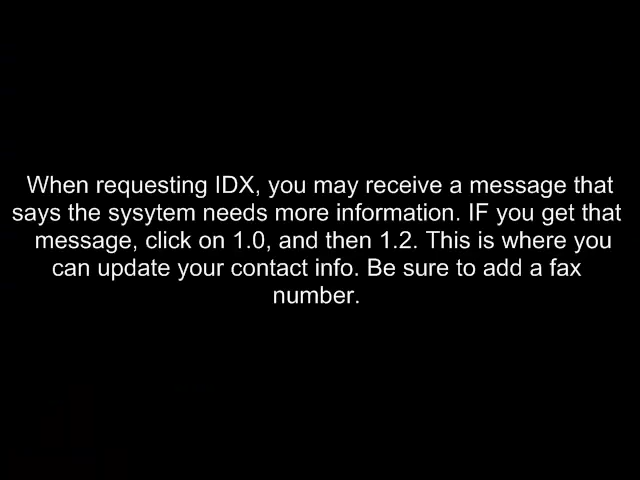 When requesting IDX, you may receive a message that
says the sysytem needs more information. IF you get that
message, click on 1.0, and then 1.2. This is where you
can update your contact info. Be sure to add a fax
number.